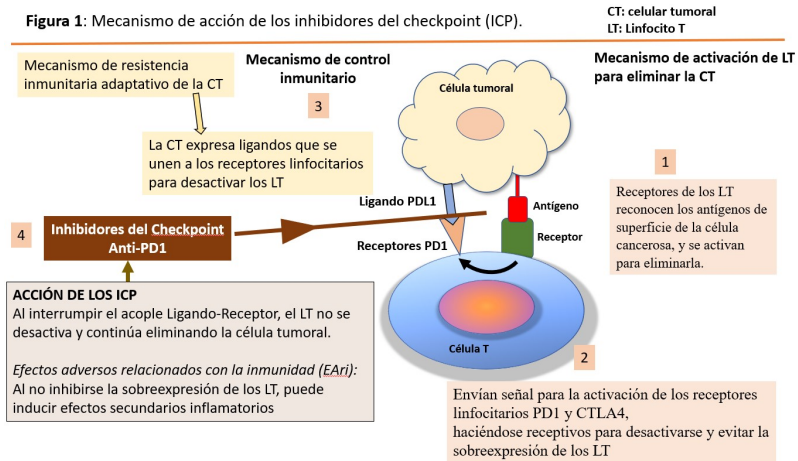 Figura 1: Mecanismo de acción de los inhibidores del checkpoint (ICP).
CT: celular tumoral
LT: Linfocito T
Mecanismo de resistencia
inmunitaria adaptativo de la CT
Mecanismo de control
inmunitario
3
Célula tumoral
Mecanismo de activación de LT
para eliminar la CT
La CT expresa ligandos que se
unen a los receptores linfocitarios
para desactivar los LT
1
Receptores de los LT
reconocen los antígenos de
superficie de la célula
cancerosa, y se activan
para eliminarla.
Ligando PDL1
Antígeno
Receptor
Receptores PD1
4
Inhibidores del Checkpoint
Anti-PD1
ACCIÓN DE LOS ICP
Al interrumpir el acople Ligando-Receptor, el LT no se
desactiva y continúa eliminando la célula tumoral.
Efectos adversos relacionados con la inmunidad (EAri):
Al no inhibirse la sobreexpresión de los LT, puede
inducir efectos secundarios inflamatorios
Célula T
2
Envían señal para la activación de los receptores
linfocitarios PD1 y CTLA4,
haciéndose receptivos para desactivarse y evitar la
sobreexpresión de los LT